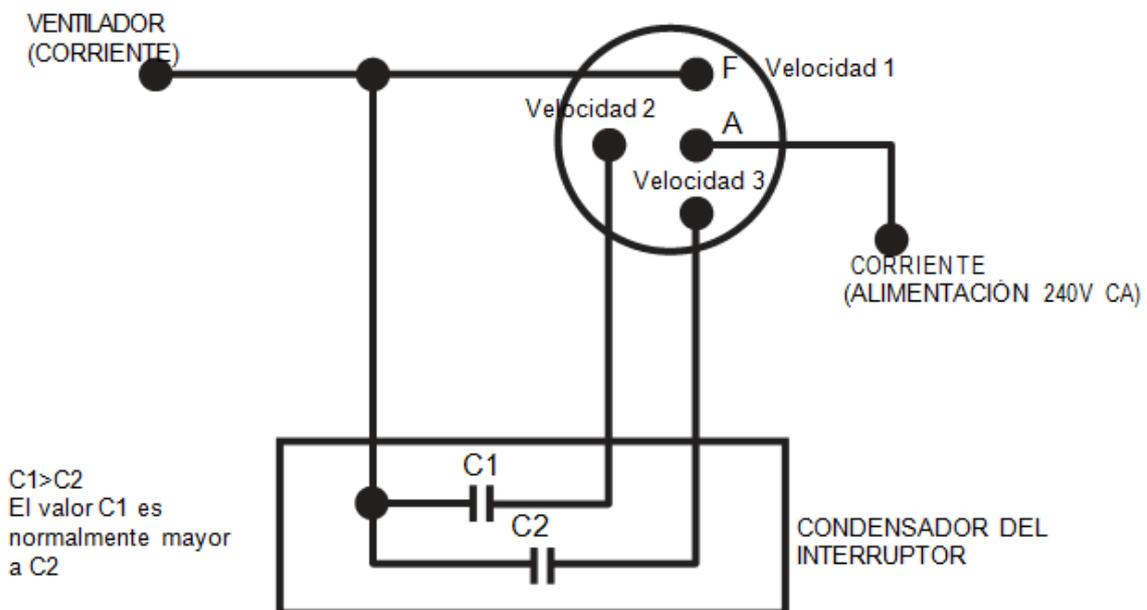 VENTILADOR
(CORRIENTE)
F
Velocidad 1
Velocidad 2
A
Velocidad 3
CORRIENTE
(ALIMENTACIÓN 240V CA)
C1>C2
El valor C1 es
normalmente mayor
a C2
C1
C2
CONDENSADOR DEL
INTERRUPTOR